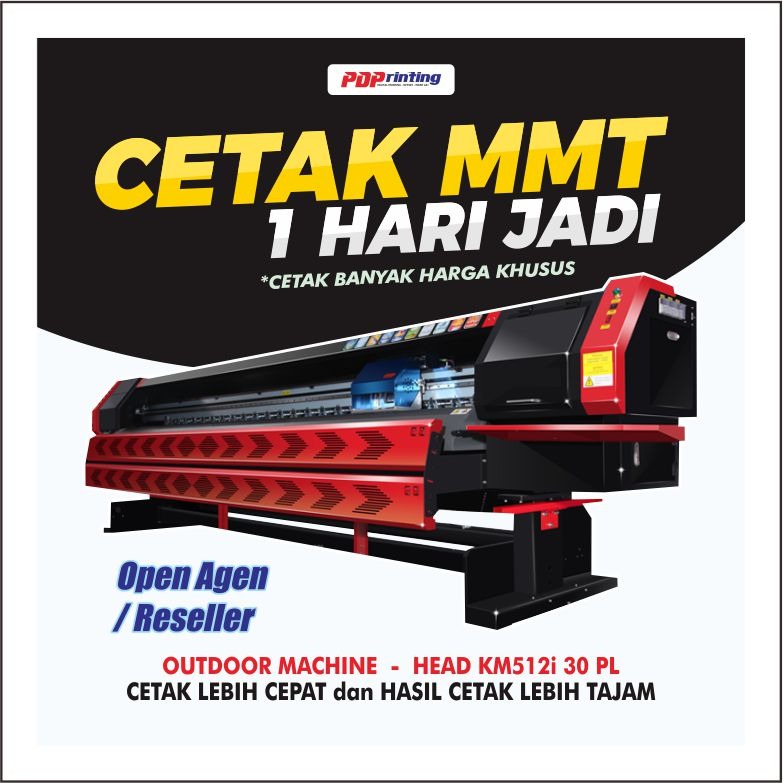 PDPrinting
CETAK MMT
1 HARI JADI
*CETAK BANYAK HARGA KHUSUS
Open Agen
/ Reseller
OUTDOOR MACHINE - HEAD KM512i 30 PL
CETAK LEBIH CEPAT dan HASIL CETAK LEBIH TAJAM